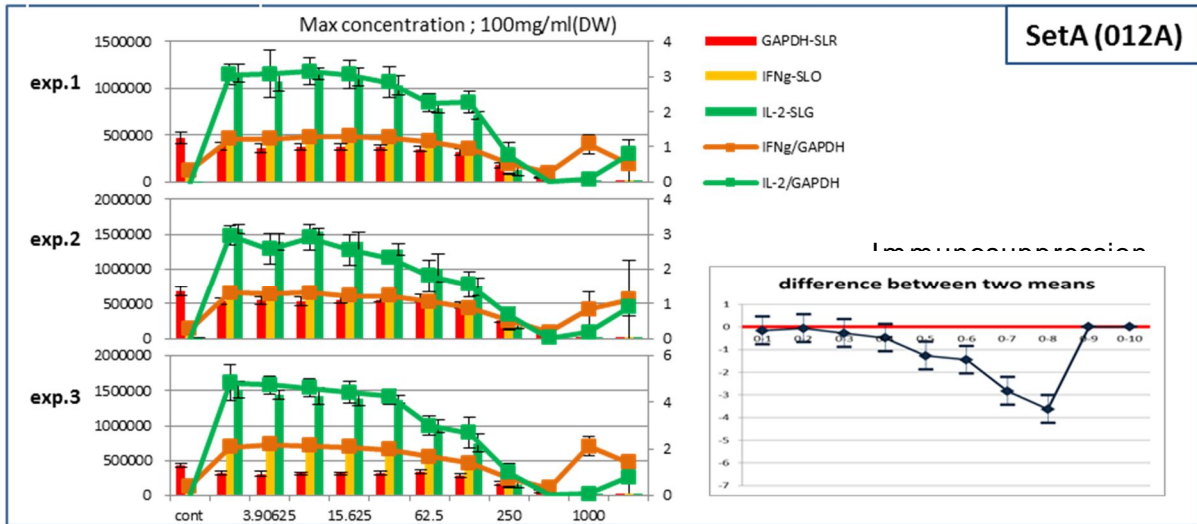 Max concentration ; 100mg/ml(DW)
SetA (012A)
exp.1
1500000
1000000
500000
0
4
3
2
1
0
GAPDH-SLR
IFNg-SLO
IL-2-SLG
IFNg/GAPDH
IL-2/GAPDH
exp.2
2000000
1500000
1000000
500000
0
4
3
2
1
0
exp.3
2000000
1500000
1000000
500000
0
6
4
2
0
cont 3.90625 15.625 62.5 250 1000
Immunosuppression
difference between two means
1
0
-1
-2
-3
-4
-5
-6
-7
0-1 0-2 0-3 0-4 0-5 0-6 0-7 0-8 0-9 0-10